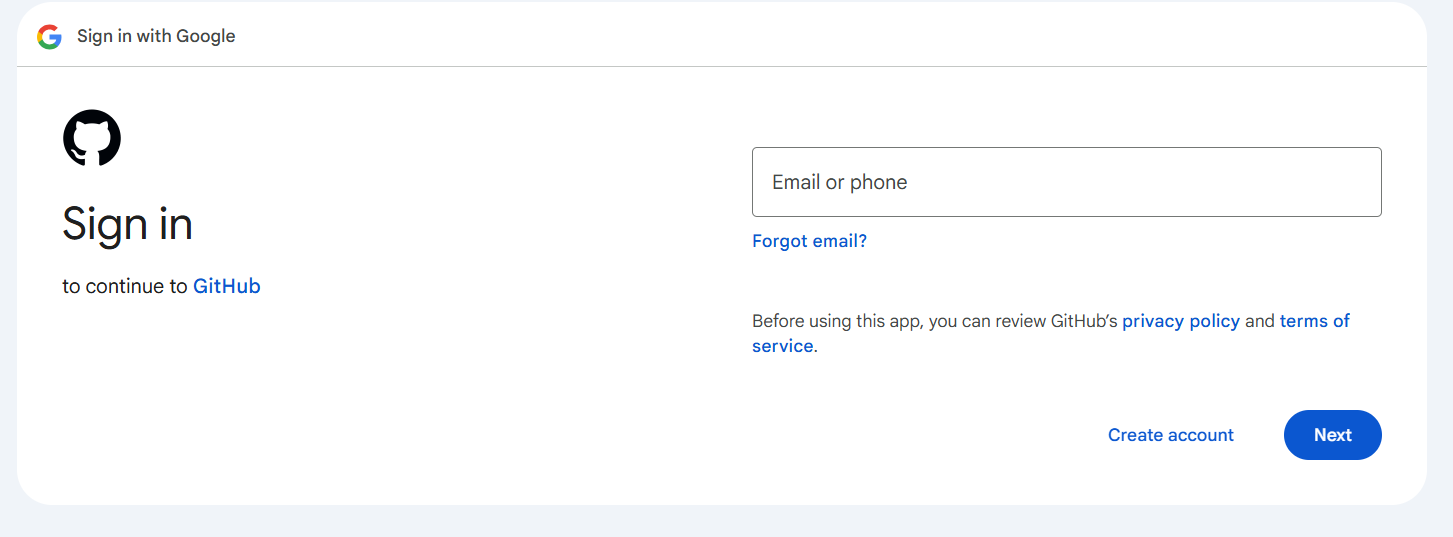 Sign in with Google
Sign in
to continue to GitHub
Email or phone
Forgot email?
Before using this app, you can review GitHub’s privacy policy and terms of
service.
Create account
Next